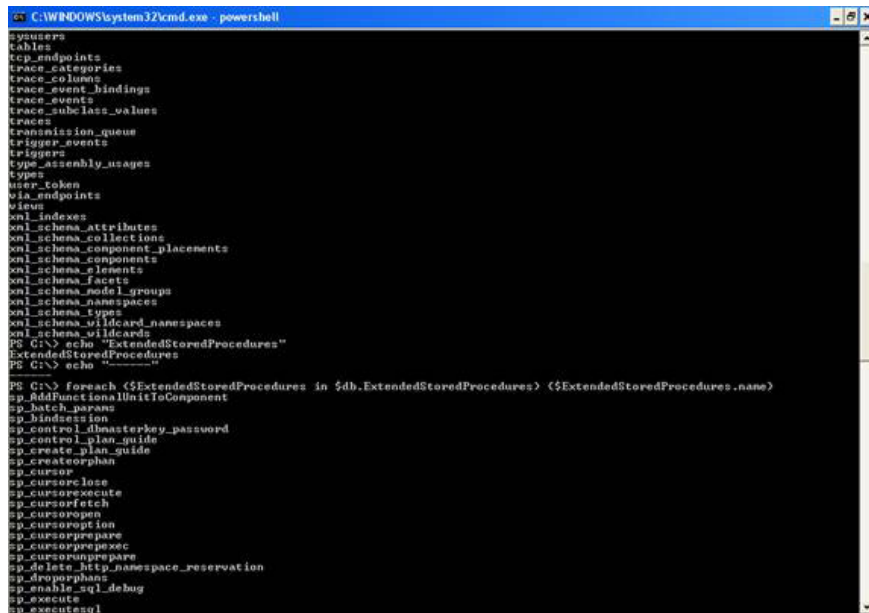 C:\WINDOWS\system32\cmd.exe - powershell
sysusers
tables
tcp_endpoints
trace_categories
trace_columns
trace_event_bindings
trace_events
trace_subclass_values
traces
transmission_queue
trigger_events
triggers
type_assembly_usages
types
user_token
via_endpoints
views
xml_indexes
xml_schema_attributes
xml_schema_collections
xml_schema_component_placements
xml_schema_components
xml_schema_elements
xml_schema_facets
xml_schema_model_groups
xml_schema_namespaces
xml_schema_types
xml_schema_wildcard_namespaces
xml_schema_wildcards
PS C:\> echo "ExtendedStoredProcedures"
ExtendedStoredProcedures
PS C:\> echo "------"
------
PS C:\> foreach ($ExtendedStoredProcedures in $db.ExtendedStoredProcedures) {$ExtendedStoredProcedures.name}
sp_AddFunctionalUnitToComponent
sp_batch_params
sp_bindsession
sp_control_dbmasterkey_password
sp_control_plan_guide
sp_create_plan_guide
sp_createorphan
sp_cursor
sp_cursorclose
sp_cursorexecute
sp_cursorfetch
sp_cursoropen
sp_cursoroption
sp_cursorprepare
sp_cursorprepexec
sp_cursorunprepare
sp_delete_http_namespace_reservation
sp_droporphans
sp_enable_sql_debug
sp_execute
sp_executesql